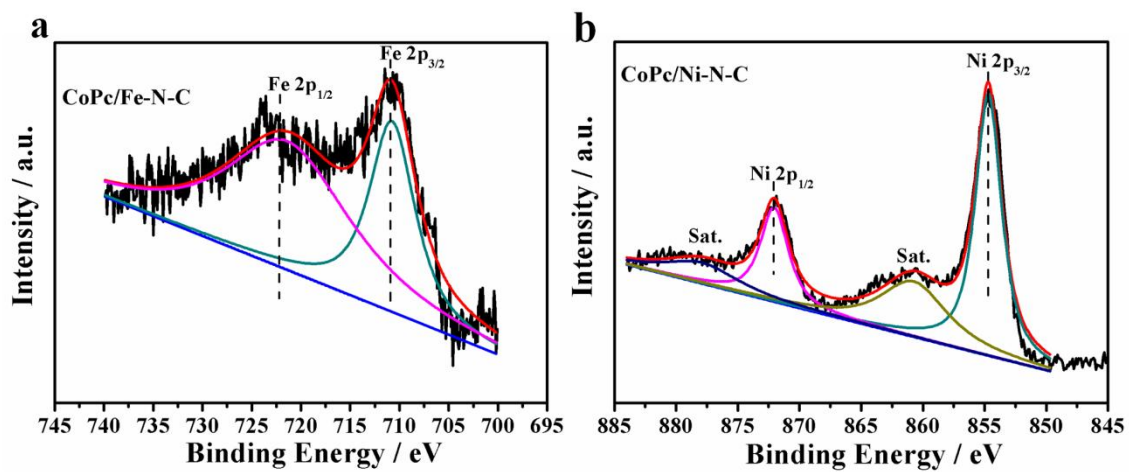 a
Fe 2p3/2
Fe 2p1/2
CoPc/Fe-N-C
Intensity / a.u.
745 740 735 730 725 720 715 710 705 700 695
Binding Energy / eV
b
Ni 2p3/2
CoPc/Ni-N-C
Ni 2p1/2
Sat.
Sat.
Intensity / a.u.
885 880 875 870 865 860 855 850 845
Binding Energy / eV